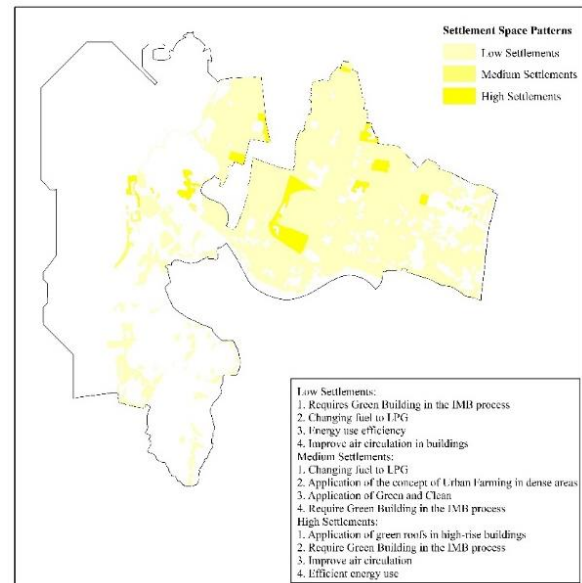 Settlement Space Patterns
Low Settlements
Medium Settlements
High Settlements
Low Settlements:
1. Requires Green Building in the IMB process
2. Changing fuel to LPG
3. Energy use efficiency
4. Improve air circulation in buildings
Medium Settlements:
1. Changing fuel to LPG
2. Application of the concept of Urban Farming in dense areas
3. Application of Green and Clean
4. Require Green Building in the IMB process
High Settlements:
1. Application of green roofs in high-rise buildings
2. Require Green Building in the IMB process
3. Improve air circulation
4. Efficient energy use